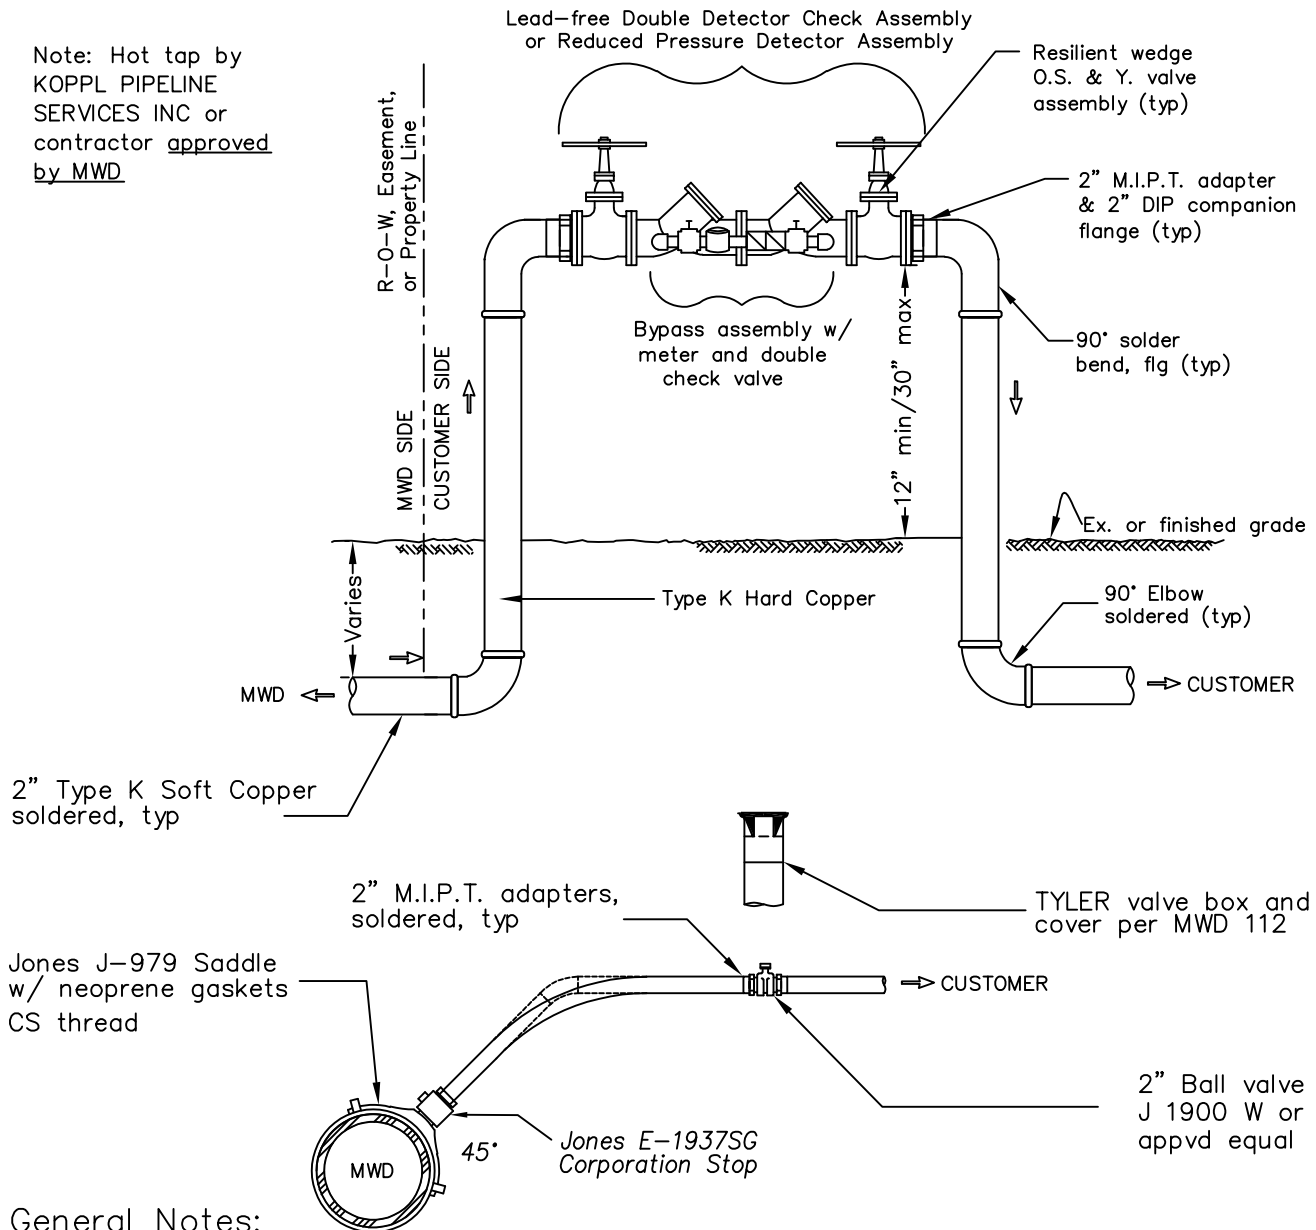 Lead-free Double Detector Check Assembly
or Reduced Pressure Detector Assembly
Note: Hot tap by
KOPPL PIPELINE
SERVICES INC or
contractor approved
by MWD
R-O-W, Easement,
or Property Line
Resilient wedge
O.S. & Y. valve
assembly (typ)
2" M.I.P.T. adapter
& 2" DIP companion
flange (typ)
Bypass assembly w/
meter and double
check valve
12" min/30" max
90° solder
bend, flg (typ)
MWD SIDE
CUSTOMER SIDE
Ex. or finished grade
Varies
Type K Hard Copper
90° Elbow
soldered (typ)
MWD
CUSTOMER
2" Type K Soft Copper
soldered, typ
2" M.I.P.T. adapters,
soldered, typ
TYLER valve box and
cover per MWD 112
Jones J-979 Saddle
w/ neoprene gaskets
CS thread
CUSTOMER
2" Ball valve
J 1900 W or
appvd equal
45°
Jones E-1937SG
Corporation Stop
MWD
General Notes: